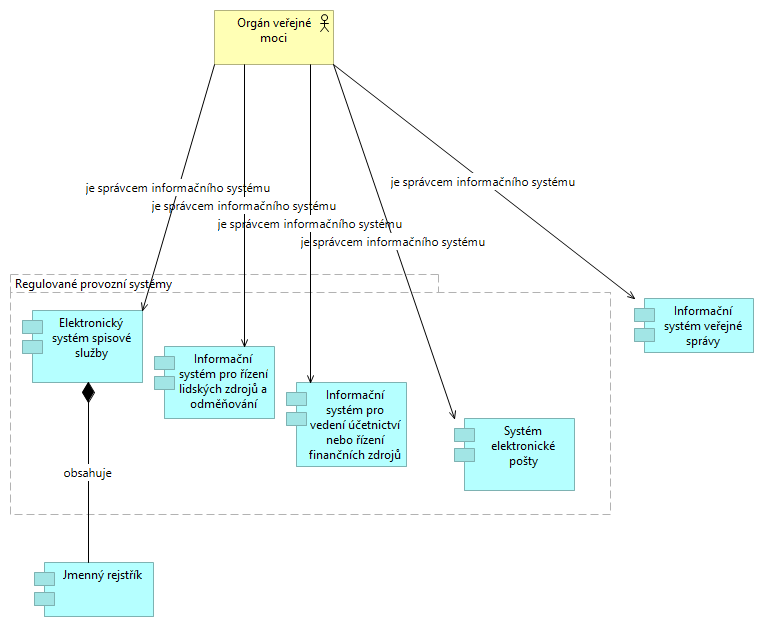 Orgán veřejné
moci
je správcem informačního systému
je správcem informačního systému
je správcem informačního systému
je správcem informačního systému
je správcem informačního systému
Regulované provozní systémy
Elektronický
systém spisové
služby
Informační
systém pro řízení
lidských zdrojů a
odměňování
Informační
systém pro
vedení účetnictví
nebo řízení
finančních zdrojů
Systém
elektronické
pošty
Informační
systém veřejné
správy
obsahuje
Jmenný rejstřík